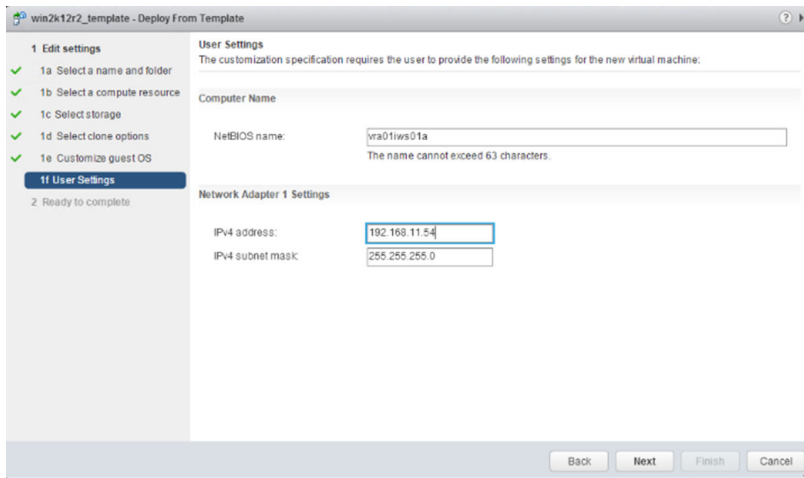 win2k12r2_template - Deploy From Template
?
1 Edit settings
1a Select a name and folder
1b Select a compute resource
1c Select storage
1d Select clone options
1e Customize guest OS
1f User Settings
2 Ready to complete
User Settings
The customization specification requires the user to provide the following settings for the new virtual machine:
Computer Name
NetBIOS name: vra01iws01a
The name cannot exceed 63 characters.
Network Adapter 1 Settings
IPv4 address: 192.168.11.54
IPv4 subnet mask: 255.255.255.0
Back Next Finish Cancel